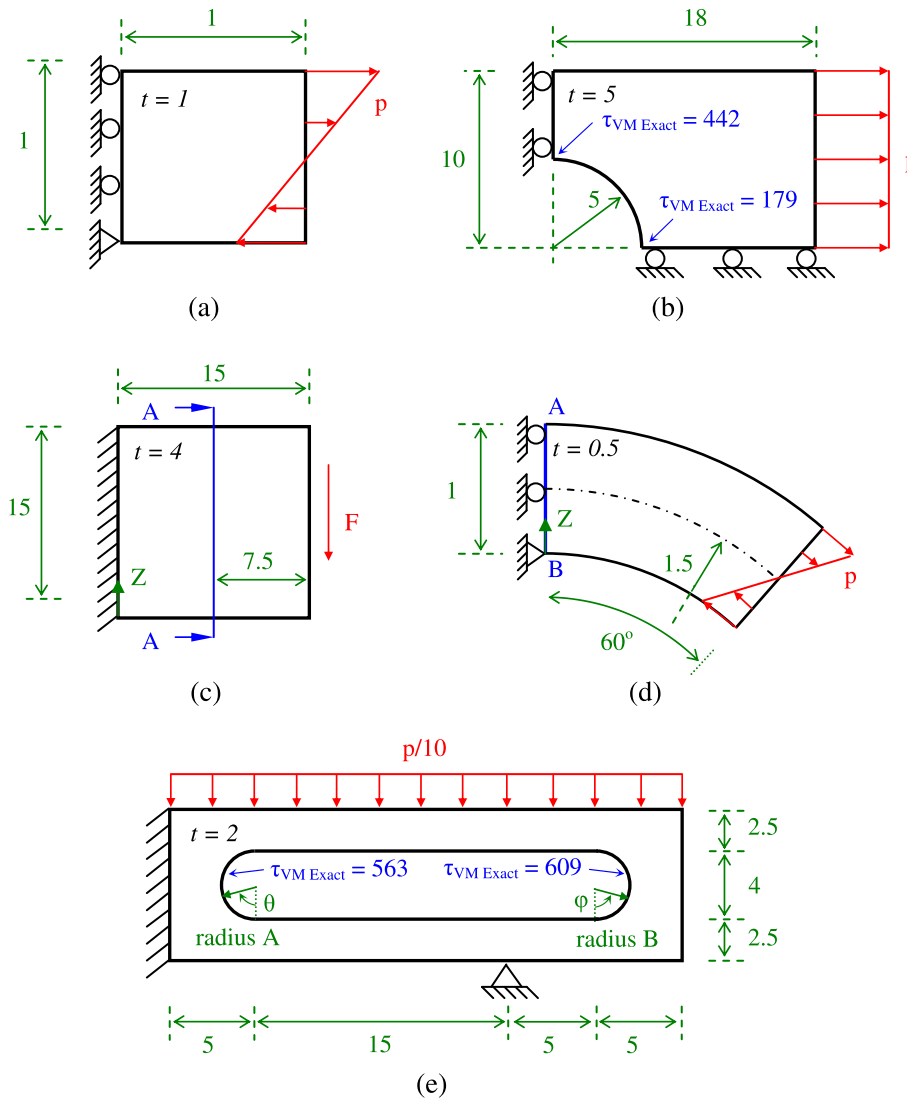 1
1
t = 1
p
(a)
18
10
t = 5
τVM Exact = 442
5
τVM Exact = 179
(b)
15
A
t = 4
15
F
7.5
Z
A
(c)
A
t = 0.5
1
Z
B
1.5
p
60°
(d)
p/10
t = 2
2.5
τVM Exact = 563
τVM Exact = 609
4
θ
φ
radius A
radius B
2.5
5
15
5
5
(e)